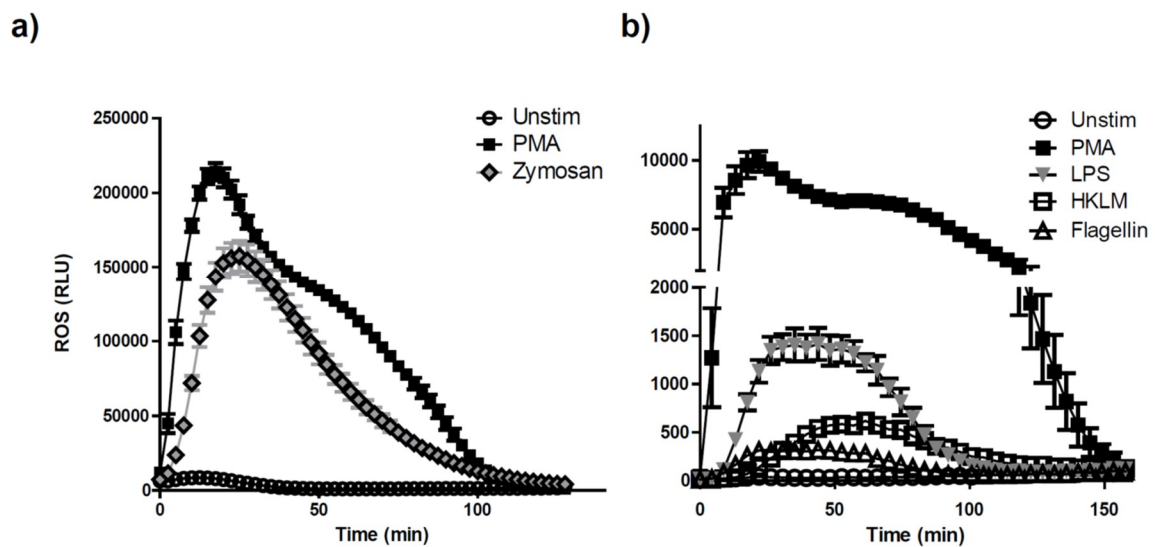 a)
250000
200000
150000
100000
50000
0
ROS (RLU)
0
50
100
Time (min)
Unstim
PMA
Zymosan
b)
10000
5000
2000
1500
1000
500
0
0
50
100
150
Time (min)
Unstim
PMA
LPS
HKLM
Flagellin